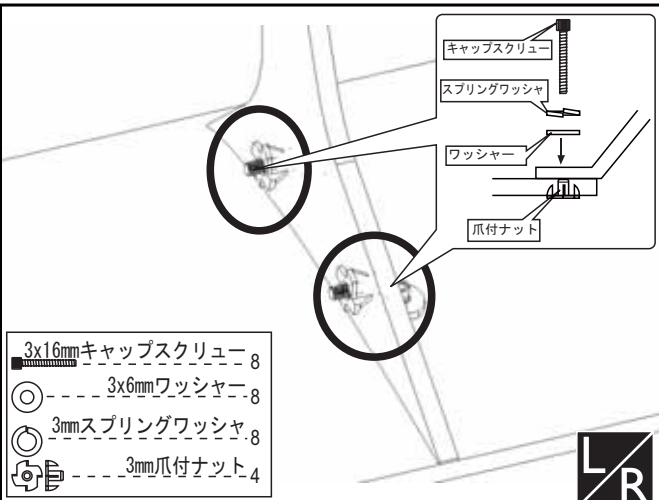 キャップスクリュー
スプリングワッシャ
ワッシャー
爪付ナット
3x16mmキャップスクリュー 8
3x6mmワッシャー 8
3mmスプリングワッシャ 8
3mm爪付ナット 4
L/R